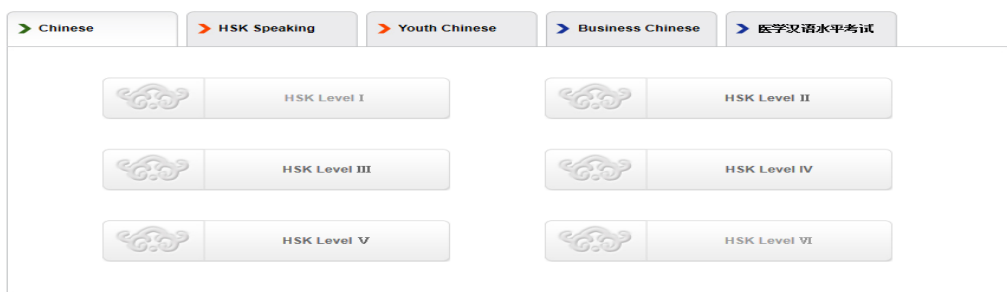 Chinese HSK Speaking Youth Chinese Business Chinese 医学汉语水平考试
HSK Level I HSK Level II
HSK Level III HSK Level IV
HSK Level V HSK Level VI